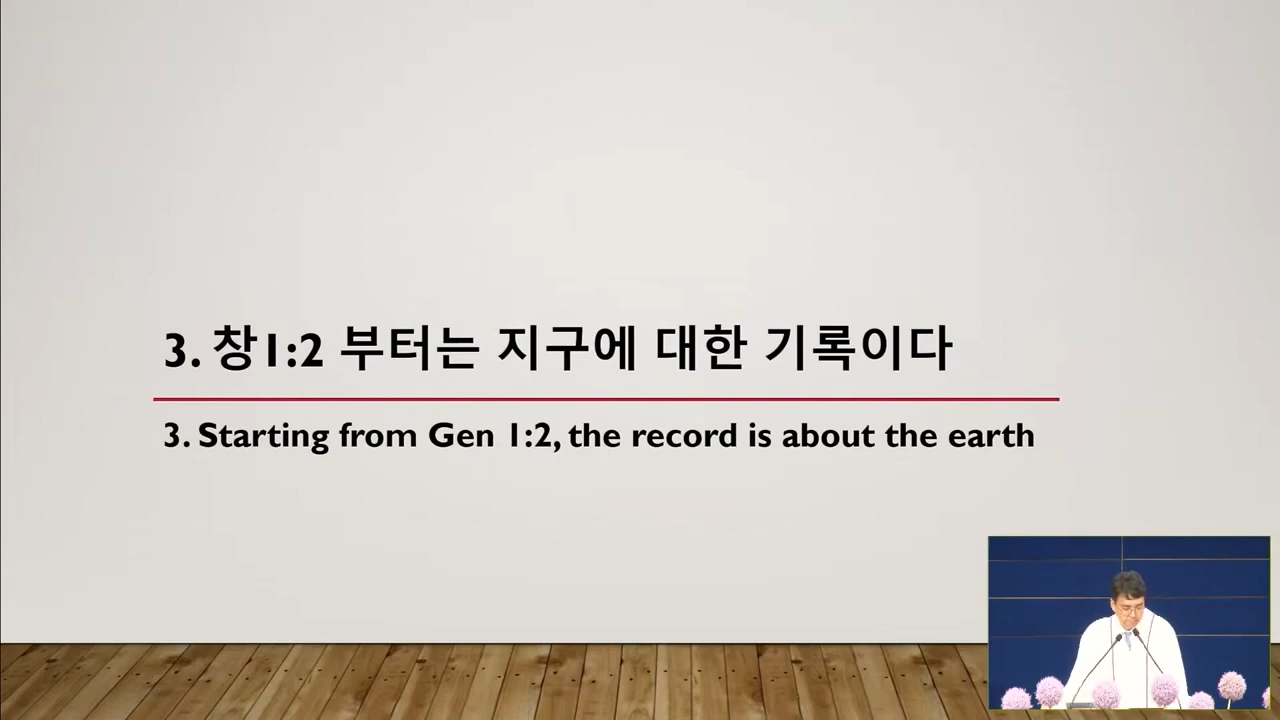 3. 창1:2 부터는 지구에 대한 기록이다
3. Starting from Gen 1:2, the record is about the earth